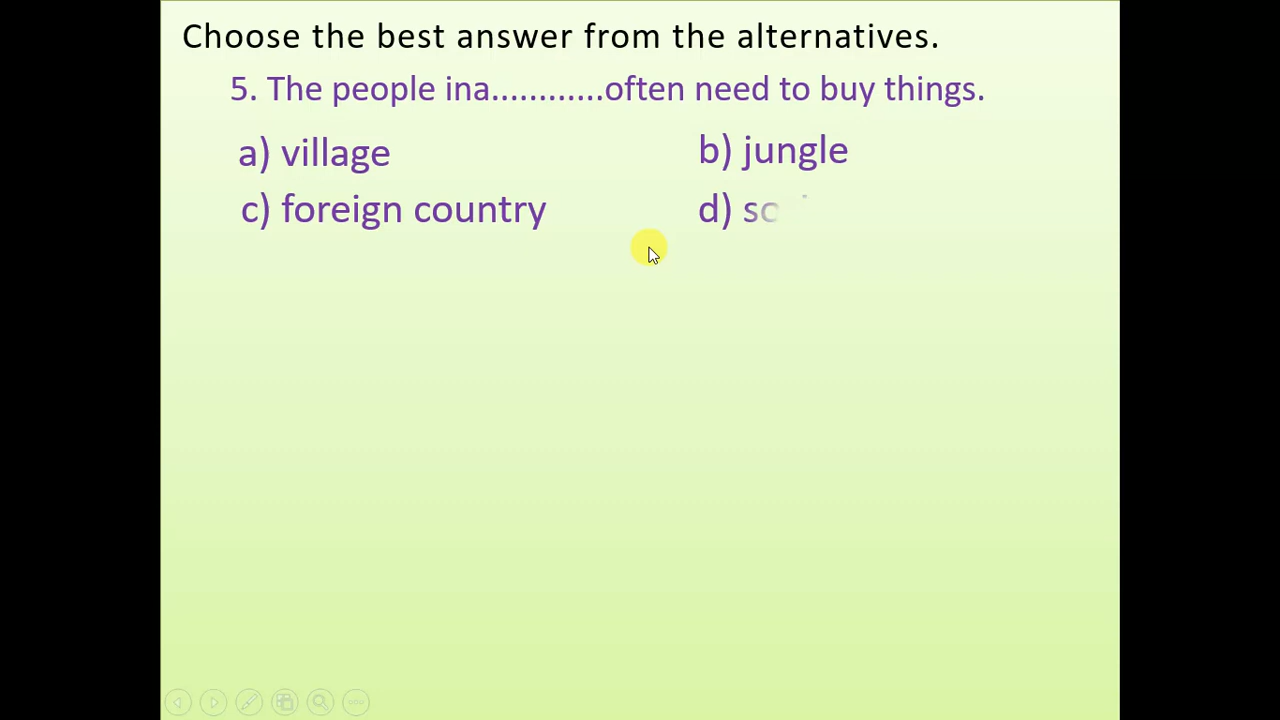 Choose the best answer from the alternatives.
5. The people ina............often need to buy things.
a) village
b) jungle
c) foreign country
d)